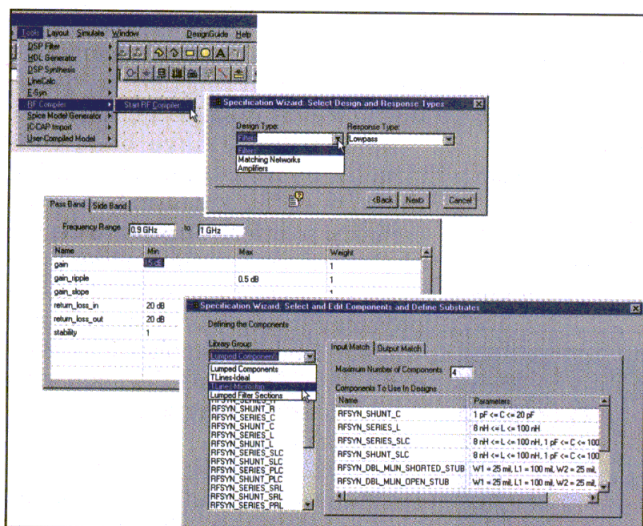 Tools Layout Simulate Window DesignGuide Help
DSP Filter
HDL Generator
DSP Synthesis
LineCalc
E-Syn
RF Compiler
Start RF Compiler
Spice Model Generator
IC-CAP Import
User-Compiled Model
Specification Wizard: Select Design and Response Types
Design Type:
Response Type:
Filters
Lowpass
Filters
Matching Networks
Amplifiers
<Back Next> Cancel
Pass Band Side Band
Frequency Range 0.9 GHz to 1 GHz
Name Min Max Weight
gain 1
gain_ripple 0.5 dB 1
gain_slope
return_loss_in 20 dB
return_loss_out 20 dB
stability 1
Specification Wizard: Select and Edit Components and Define Substrates
Defining the Components
Library Group
Lumped Components
Lumped Components
TLines-Ideal
TLines-Microstrip
Lumped Filter Sections
RFSYN_SHUNT_R
RFSYN_SERIES_C
RFSYN_SHUNT_C
RFSYN_SERIES_L
RFSYN_SHUNT_L
RFSYN_SERIES_SLC
RFSYN_SHUNT_SLC
RFSYN_SERIES_PLC
RFSYN_SHUNT_PLC
RFSYN_SERIES_SRL
RFSYN_SHUNT_SRL
RFSYN_SERIES_PRL
Input Match Output Match
Maximum Number of Components 4
Components To Use In Designs
Name Parameters
RFSYN_SHUNT_C 1 pF <= C <= 20 pF
RFSYN_SERIES_L 8 nH <= L <= 100 nH
RFSYN_SERIES_SLC 8 nH <= L <= 100 nH, 1 pF <= C <= 100
RFSYN_SHUNT_SLC 8 nH <= L <= 100 nH, 1 pF <= C <= 100
RFSYN_DBL_MLIN_SHORTED_STUB W1 = 25 mil, L1 = 100 mil, W2 = 25 mil,
RFSYN_DBL_MLIN_OPEN_STUB W1 = 25 mil, L1 = 100 mil, W2 = 25 mil,